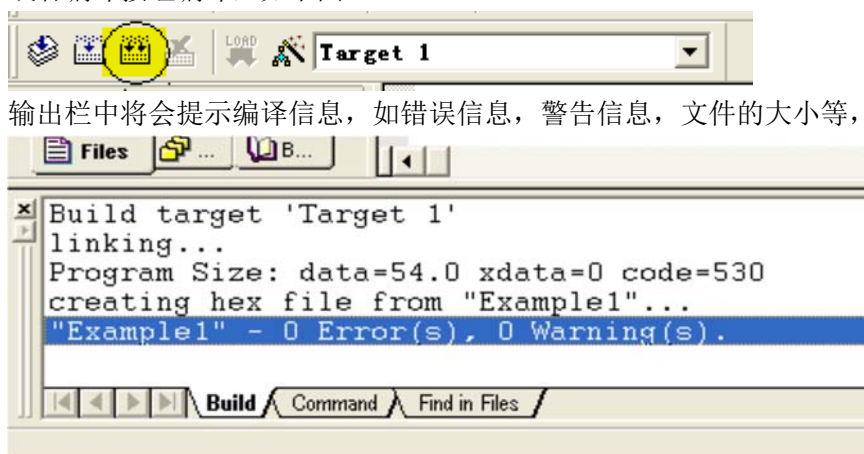 LOAD
Target 1
输出栏中将会提示编译信息，如错误信息，警告信息，文件的大小等，
Files ... B...
Build target 'Target 1'
linking...
Program Size: data=54.0 xdata=0 code=530
creating hex file from "Example1"...
"Example1" - 0 Error(s), 0 Warning(s).
Build Command Find in Files